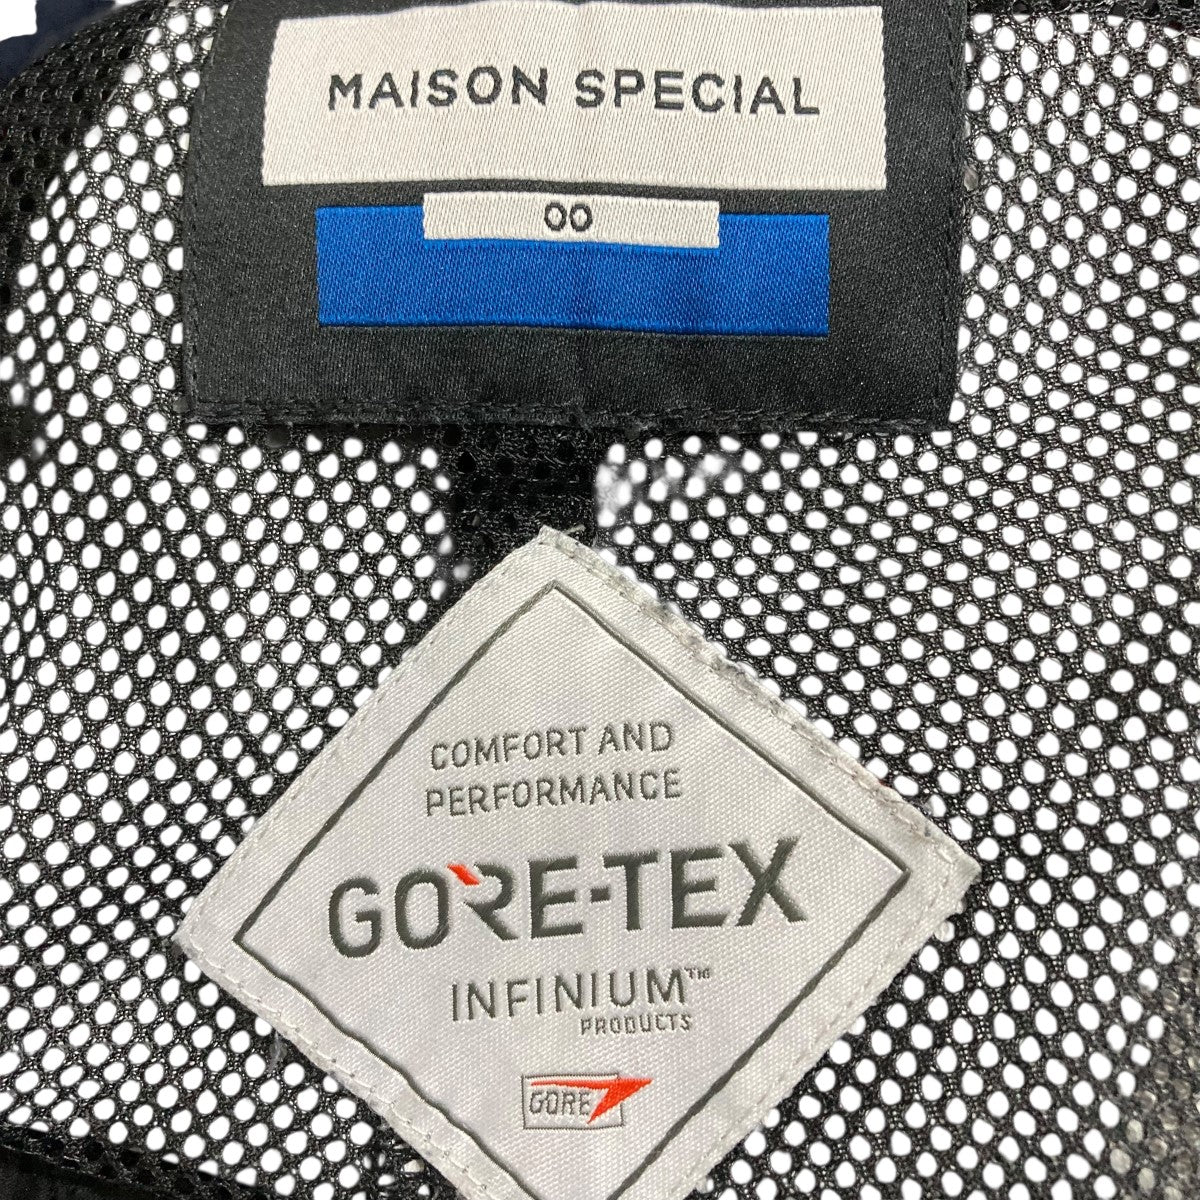 MAISON SPECIAL
00
COMFORT AND
PERFORMANCE
GORE-TEX
INFINIUM™
PRODUCTS
GORE